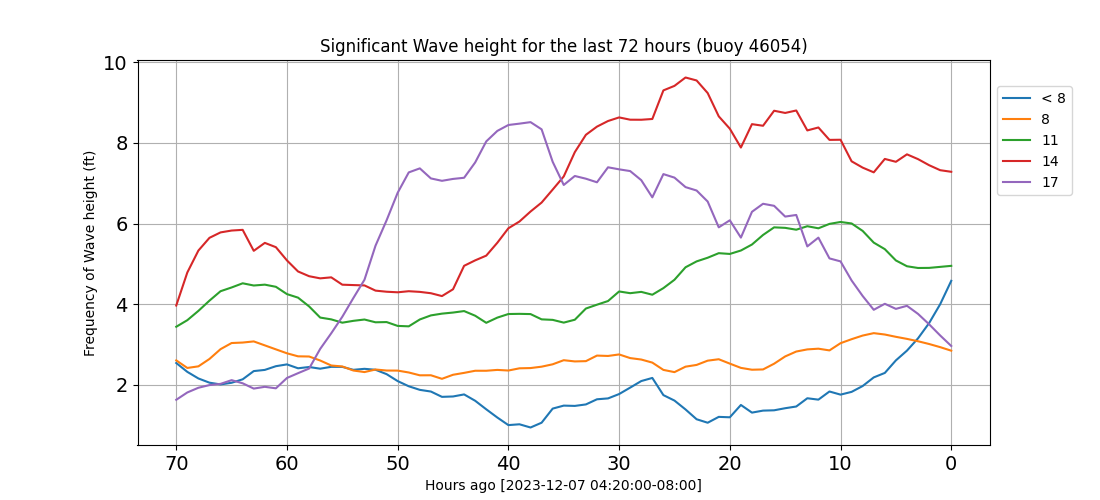 Significant Wave height for the last 72 hours (buoy 46054)
Frequency of Wave height (ft)
10
8
6
4
2
70 60 50 40 30 20 10 0
Hours ago [2023-12-07 04:20:00-08:00]
< 8
8
11
14
17